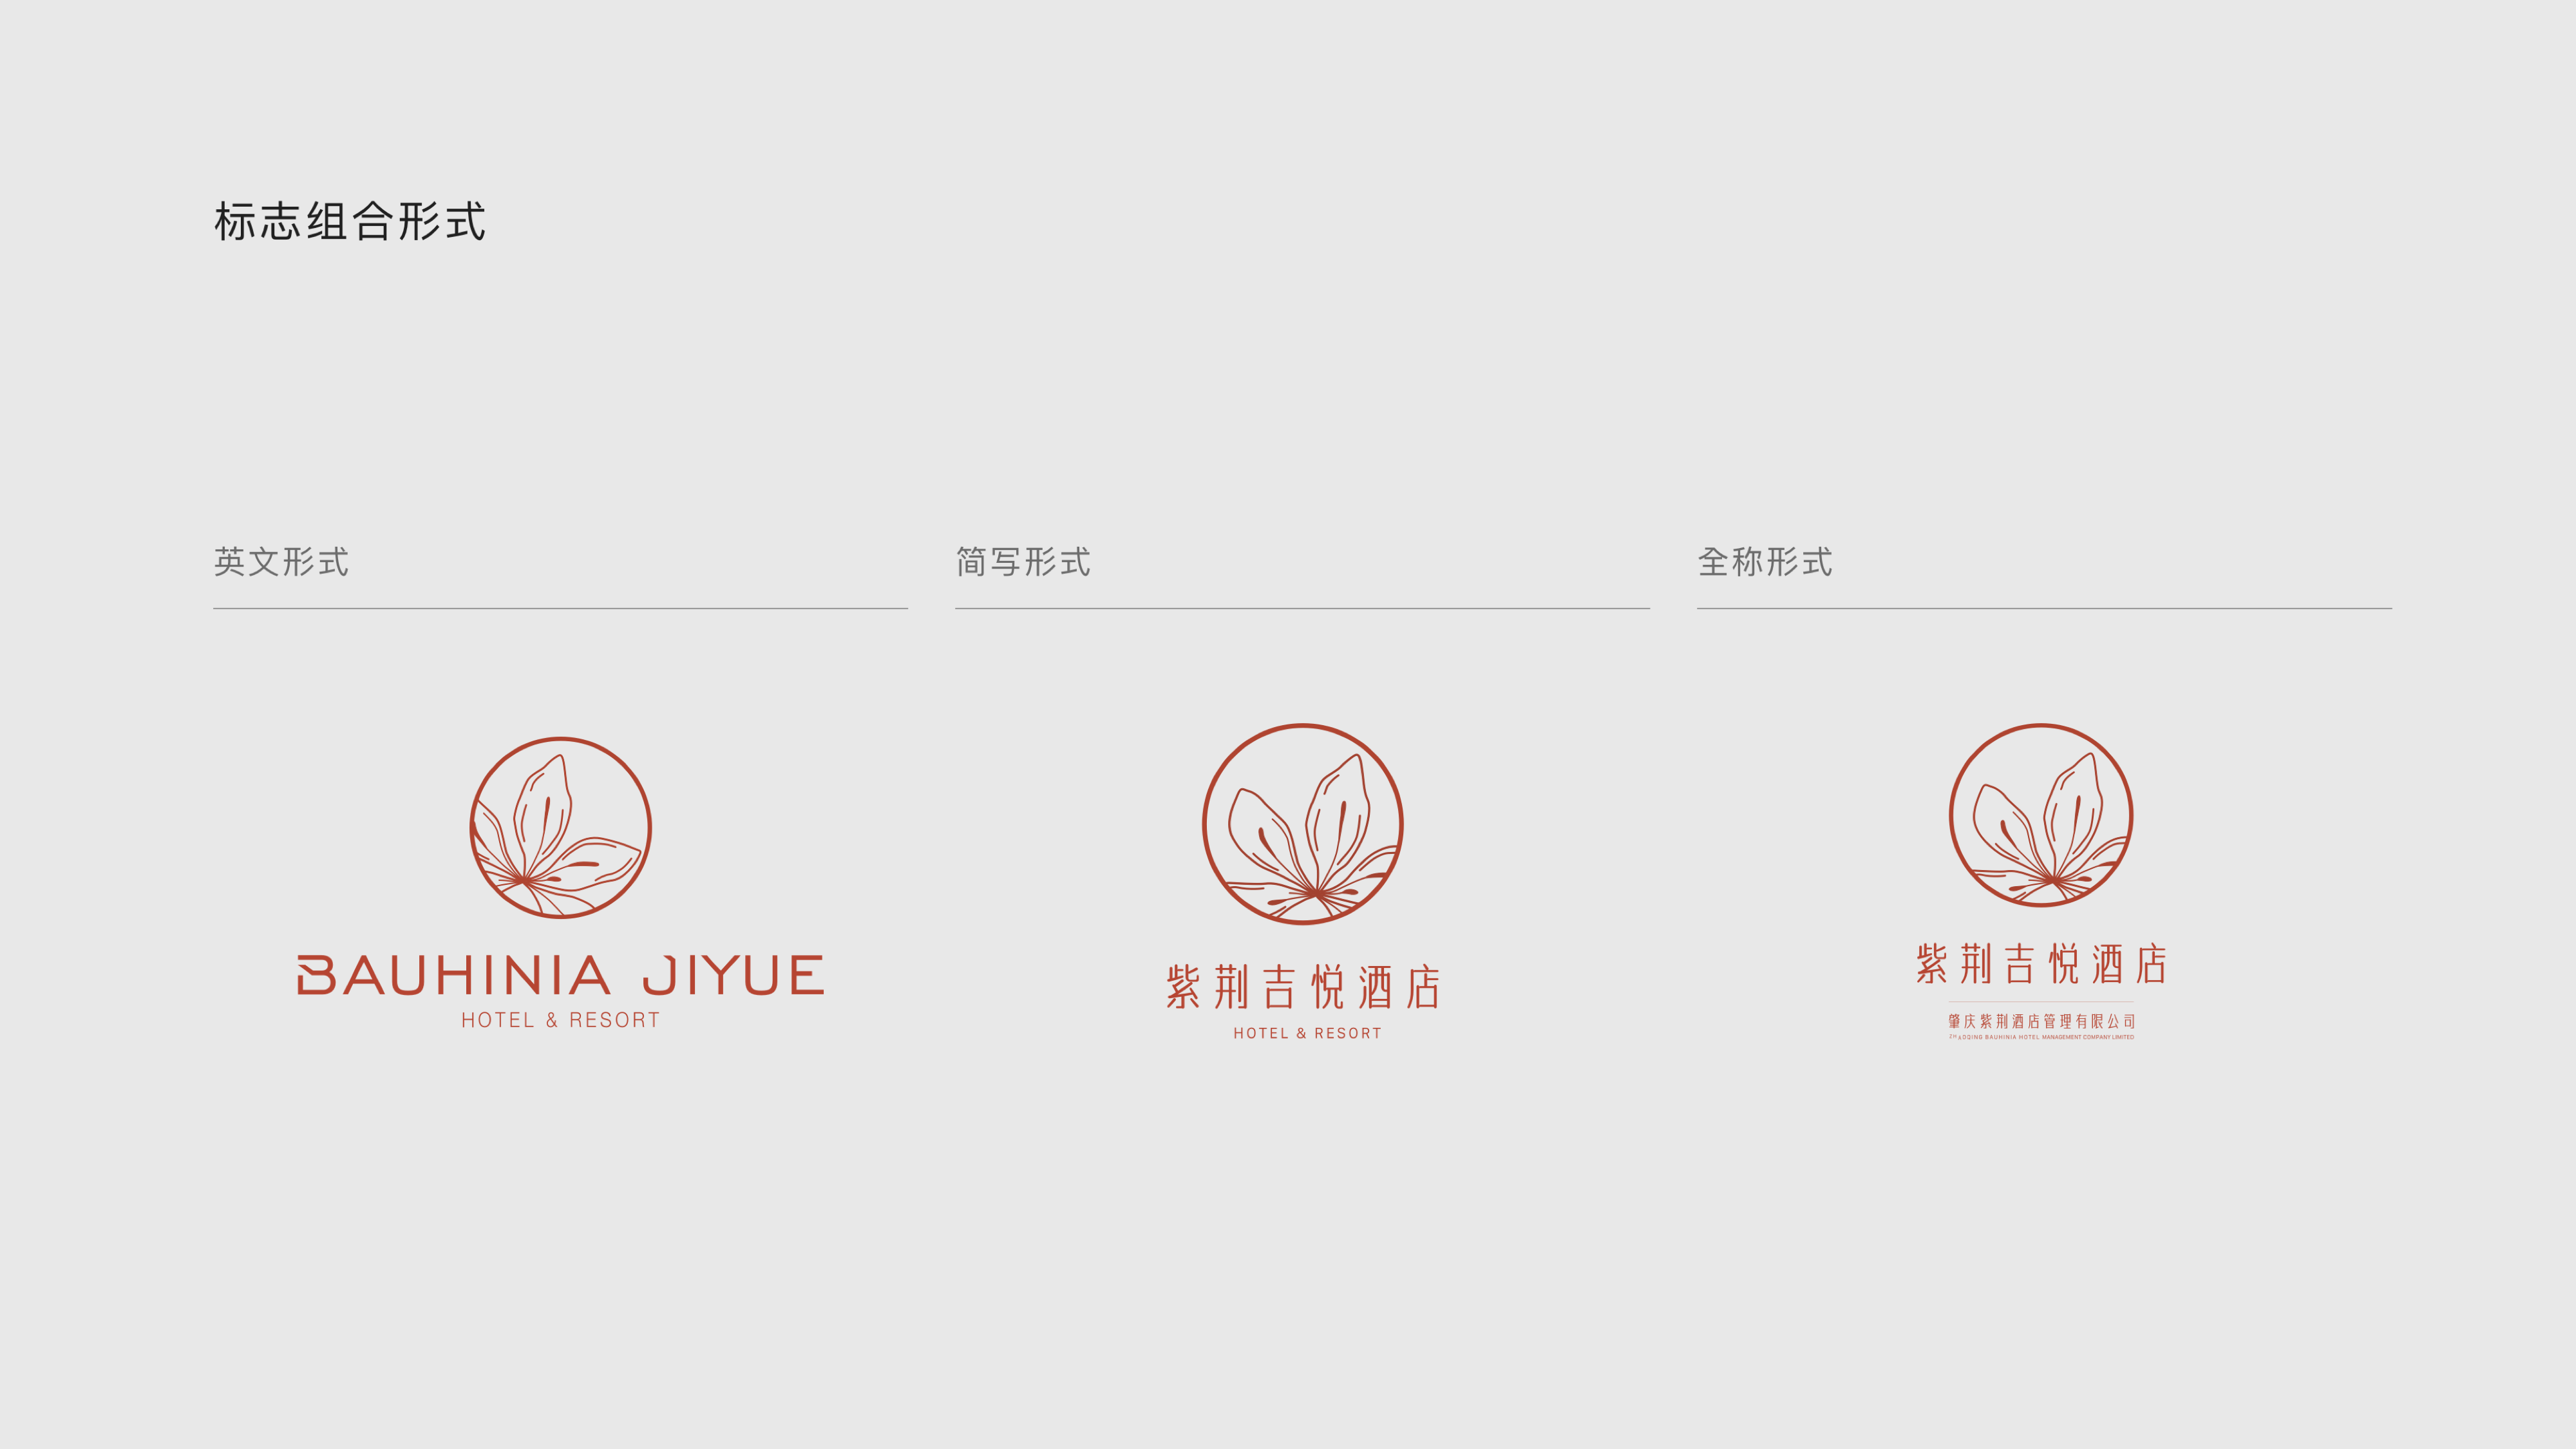 标志组合形式
英文形式
BAUHINIA JIYUE
HOTEL & RESORT
简写形式
紫荆吉悦酒店
HOTEL & RESORT
全称形式
紫荆吉悦酒店
肇庆紫荆酒店管理有限公司
ZHAOQING BAUHINIA HOTEL MANAGEMENT COMPANY LIMITED